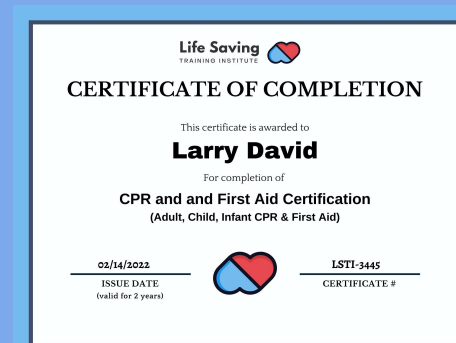 Life Saving
TRAINING INSTITUTE
CERTIFICATE OF COMPLETION
This certificate is awarded to
Larry David
For completion of
CPR and and First Aid Certification
(Adult, Child, Infant CPR & First Aid)
02/14/2022
ISSUE DATE
(valid for 2 years)
LSTI-3445
CERTIFICATE #